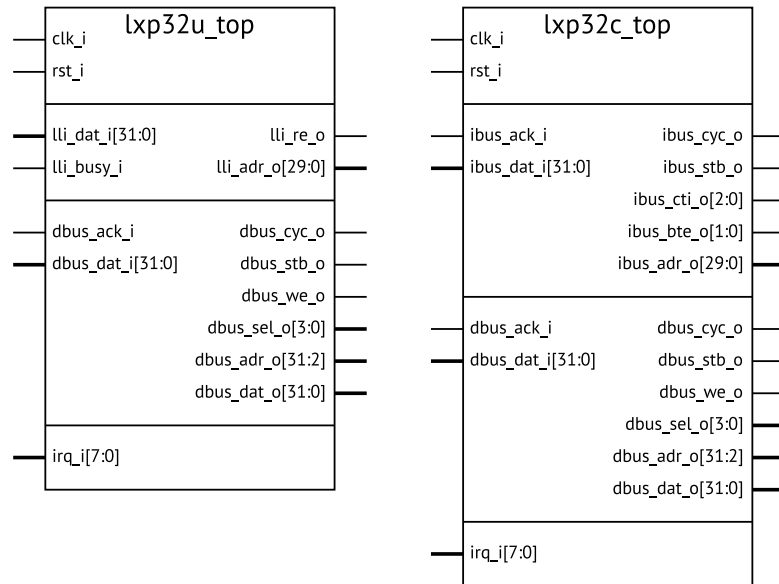 lxp32u_top
clk_i
rst_i
lli_dat_i[31:0] lli_re_o
lli_busy_i lli_adr_o[29:0]
dbus_ack_i dbus_cyc_o
dbus_dat_i[31:0] dbus_stb_o
dbus_we_o
dbus_sel_o[3:0]
dbus_adr_o[31:2]
dbus_dat_o[31:0]
irq_i[7:0]
lxp32c_top
clk_i
rst_i
ibus_ack_i ibus_cyc_o
ibus_dat_i[31:0] ibus_stb_o
ibus_cti_o[2:0]
ibus_bte_o[1:0]
ibus_adr_o[29:0]
dbus_ack_i dbus_cyc_o
dbus_dat_i[31:0] dbus_stb_o
dbus_we_o
dbus_sel_o[3:0]
dbus_adr_o[31:2]
dbus_dat_o[31:0]
irq_i[7:0]